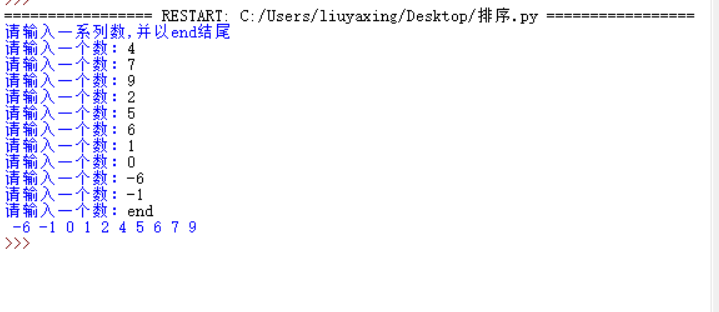 >>>
================= RESTART: C:/Users/liuyaxing/Desktop/排序.py =================
请输入一系列数,并以end结尾
请输入一个数: 4
请输入一个数: 7
请输入一个数: 9
请输入一个数: 2
请输入一个数: 5
请输入一个数: 6
请输入一个数: 1
请输入一个数: 0
请输入一个数: -6
请输入一个数: -1
请输入一个数: end
-6 -1 0 1 2 4 5 6 7 9
>>>